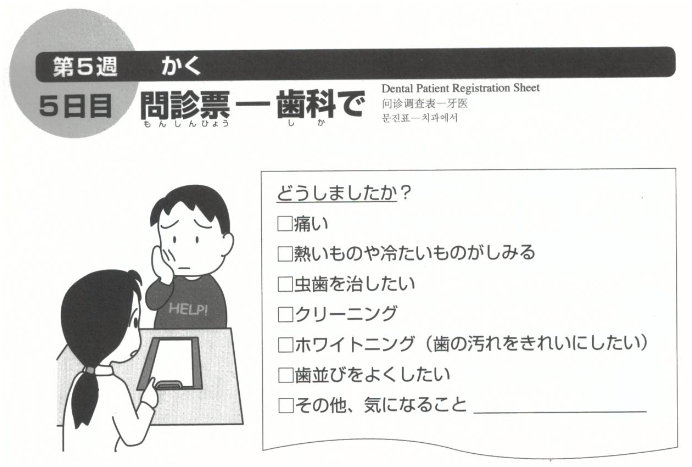 第5週 かく
5日目 問診票―歯科で
もんしんひょう しか
Dental Patient Registration Sheet
问诊调查表―牙医
문진표―치과에서
HELP!
どうしましたか？
□痛い
□熱いものや冷たいものがしみる
□虫歯を治したい
□クリーニング
□ホワイトニング（歯の汚れをきれいにしたい）
□歯並びをよくしたい
□その他、気になること ____________________